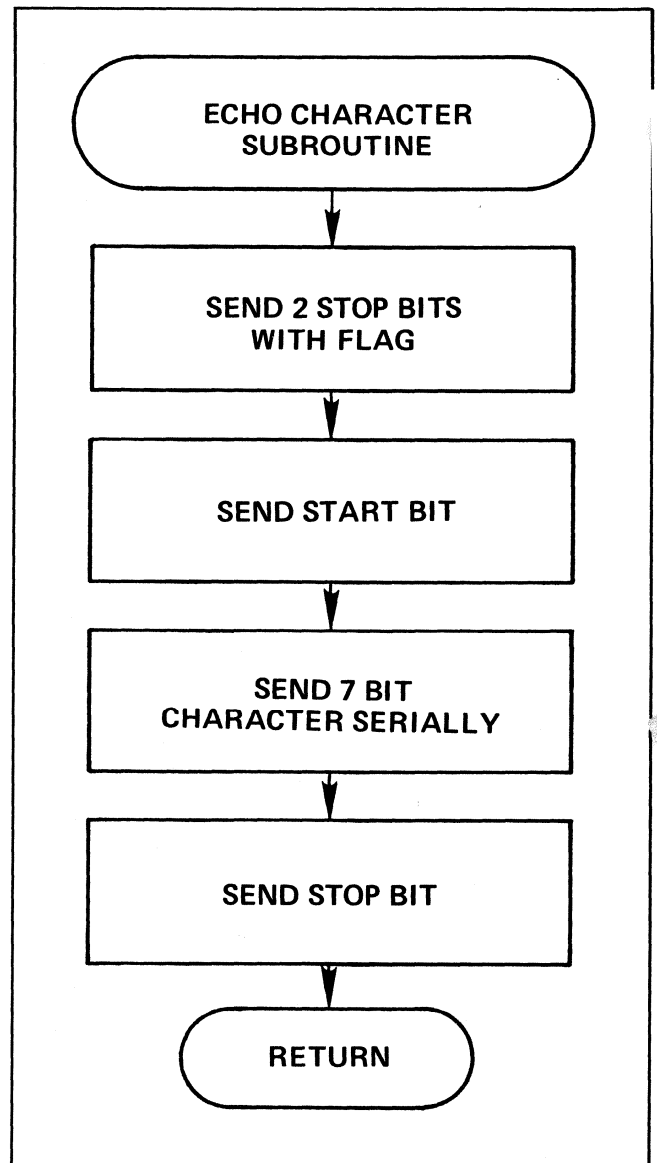 ECHO CHARACTER
SUBROUTINE
SEND 2 STOP BITS
WITH FLAG
SEND START BIT
SEND 7 BIT
CHARACTER SERIALLY
SEND STOP BIT
RETURN